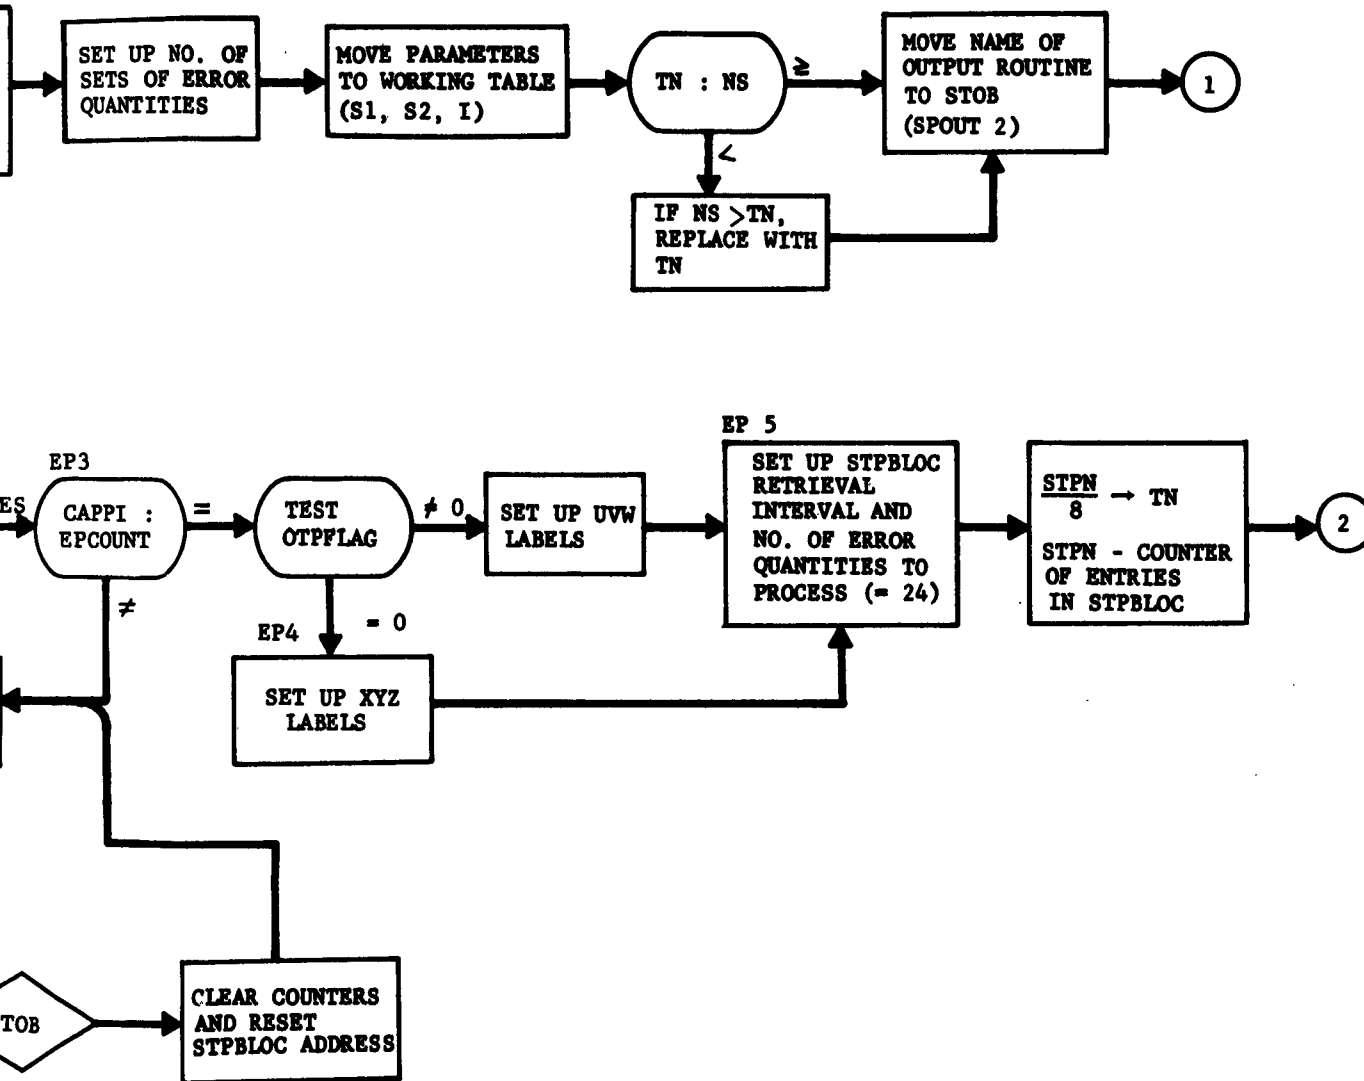 SET UP NO. OF
SETS OF ERROR
QUANTITIES
MOVE PARAMETERS
TO WORKING TABLE
(S1, S2, I)
TN : NS
≥
<
MOVE NAME OF
OUTPUT ROUTINE
TO STOB
(SPOUT 2)
1
IF NS >TN,
REPLACE WITH
TN
ES
EP3
CAPPI :
EPCOUNT
=
≠
TEST
OTPFLAG
≠ 0
= 0
SET UP UVW
LABELS
EP4
SET UP XYZ
LABELS
EP 5
SET UP STPBLOC
RETRIEVAL
INTERVAL AND
NO. OF ERROR
QUANTITIES TO
PROCESS (= 24)
STPN
8 → TN
STPN - COUNTER
OF ENTRIES
IN STPBLOC
2
TOB
CLEAR COUNTERS
AND RESET
STPBLOC ADDRESS